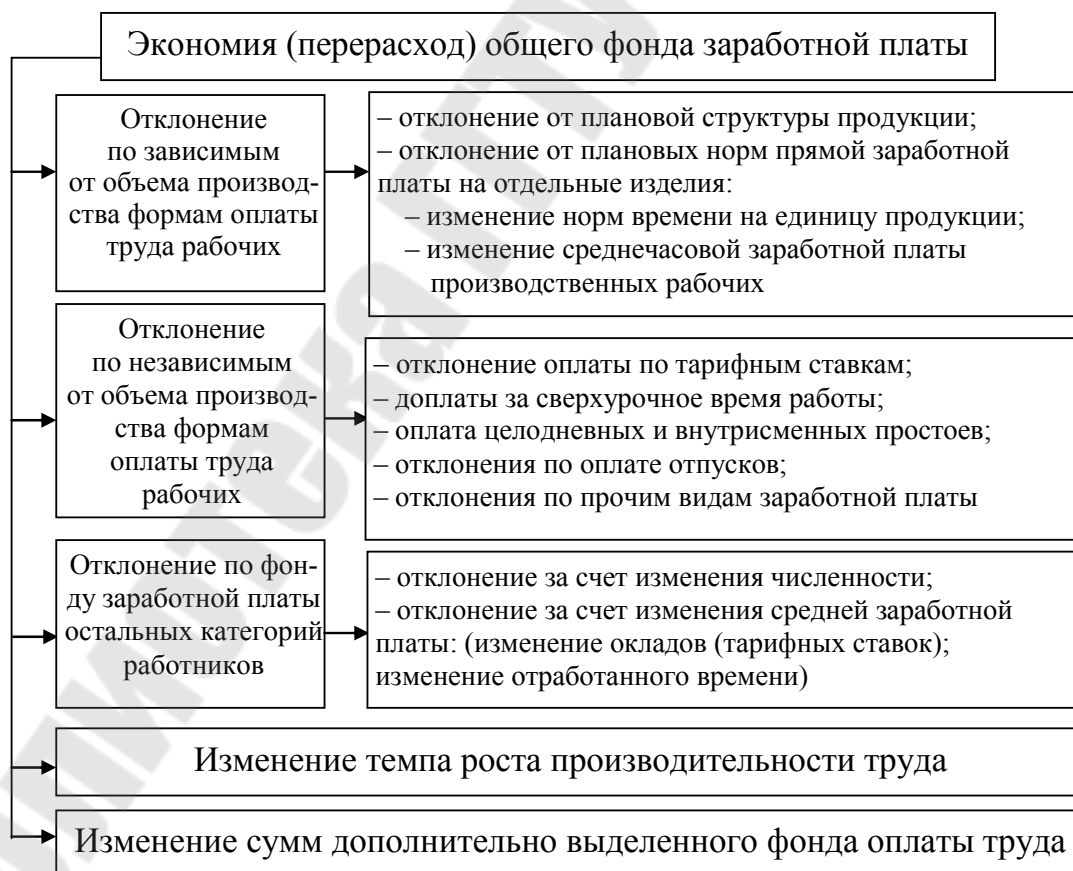 Экономия (перерасход) общего фонда заработной платы
Отклонение
по зависимым
от объема производ-
ства формам оплаты
труда рабочих
– отклонение от плановой структуры продукции;
– отклонение от плановых норм прямой заработной
платы на отдельные изделия:
– изменение норм времени на единицу продукции;
– изменение среднечасовой заработной платы
производственных рабочих
Отклонение
по независимым
от объема производ-
ства формам
оплаты труда
рабочих
– отклонение оплаты по тарифным ставкам;
– доплаты за сверхурочное время работы;
– оплата целодневных и внутрисменных простоев;
– отклонения по оплате отпусков;
– отклонения по прочим видам заработной платы
Отклонение по фон-
ду заработной платы
остальных категорий
работников
– отклонение за счет изменения численности;
– отклонение за счет изменения средней заработной
платы: (изменение окладов (тарифных ставок);
изменение отработанного времени)
Изменение темпа роста производительности труда
Изменение сумм дополнительно выделенного фонда оплаты труда